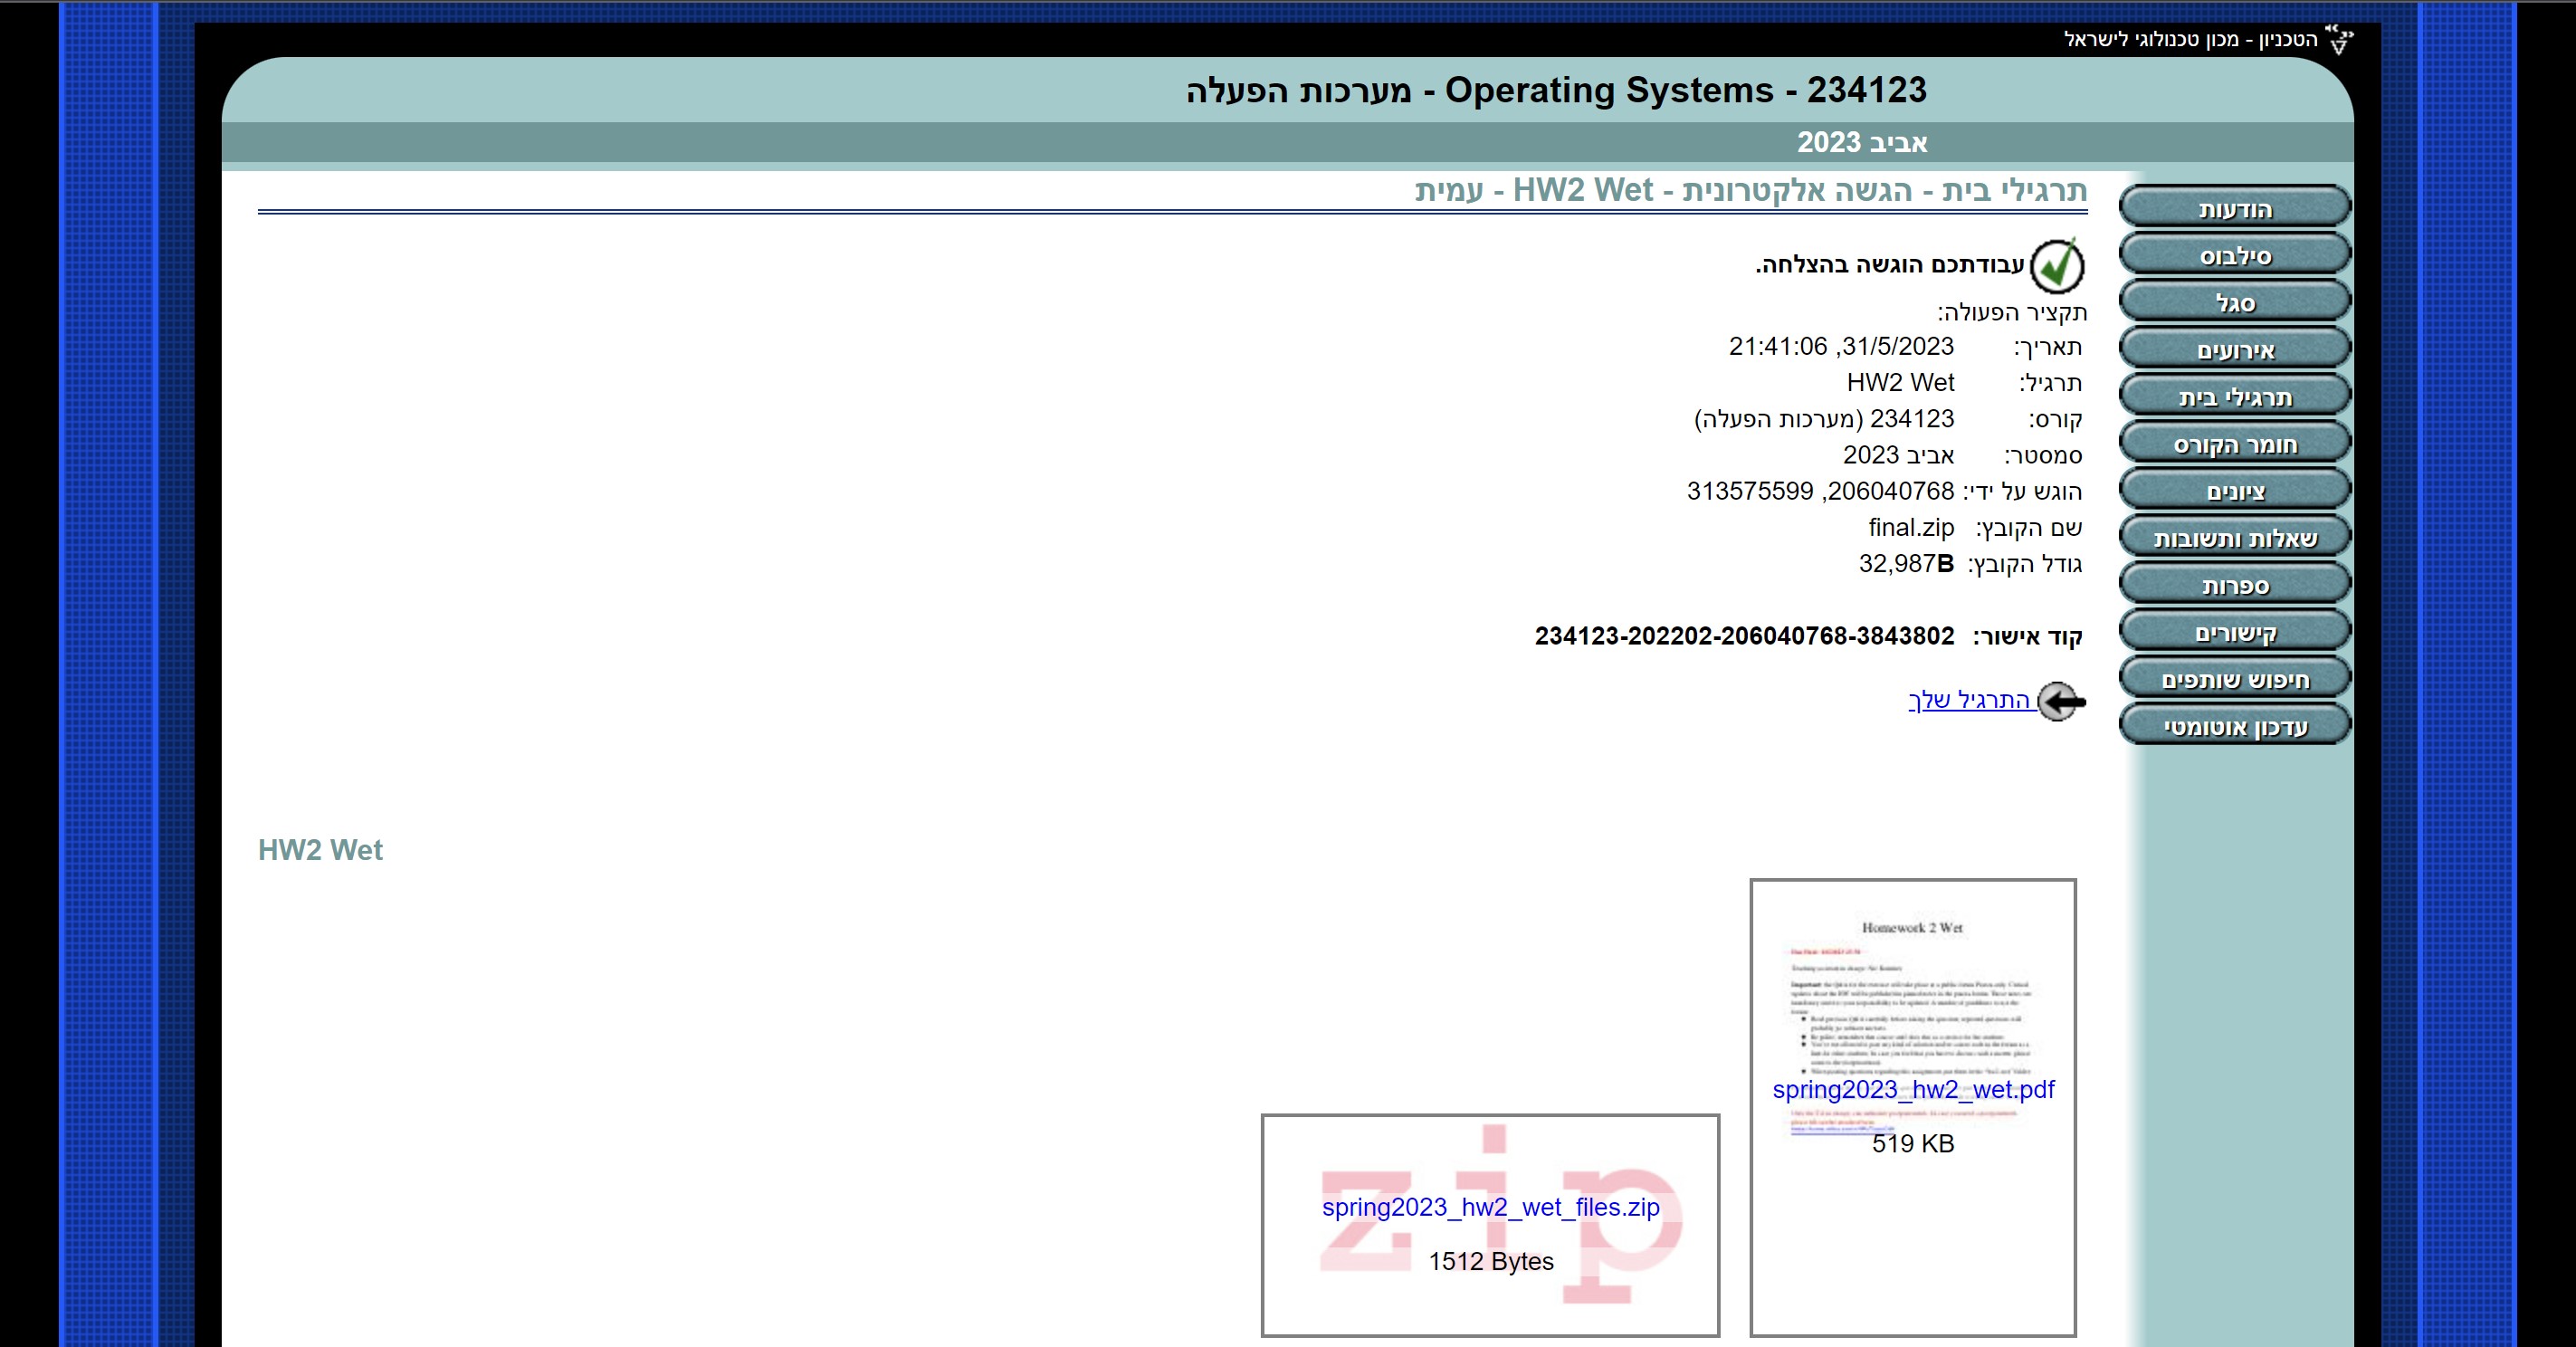 הטכניון - מכון טכנולוגי לישראל
234123 - Operating Systems - מערכות הפעלה
אביב 2023
תרגילי בית - הגשה אלקטרונית - HW2 Wet - עמית
עבודתכם הוגשה בהצלחה.
תקציר הפעולה:
תאריך: 31/5/2023, 21:41:06
תרגיל: HW2 Wet
קורס: 234123 (מערכות הפעלה)
סמסטר: אביב 2023
הוגש על ידי: 206040768, 313575599
שם הקובץ: final.zip
גודל הקובץ: 32,987B
קוד אישור: 234123-202202-206040768-3843802
התרגיל שלך
הודעות
סילבוס
סגל
אירועים
תרגילי בית
חומר הקורס
ציונים
שאלות ותשובות
ספרות
קישורים
חיפוש שותפים
עדכון אוטומטי
HW2 Wet
Homework 2 Wet
spring2023_hw2_wet.pdf
519 KB
zip
spring2023_hw2_wet_files.zip
1512 Bytes